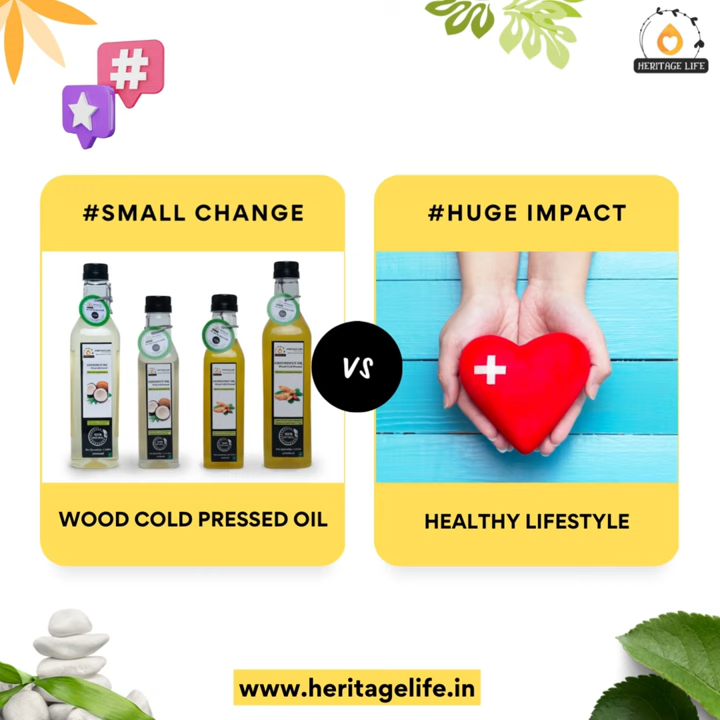 #
HERITAGE LIFE
#SMALL CHANGE
#HUGE IMPACT
VS
WOOD COLD PRESSED OIL
HEALTHY LIFESTYLE
www.heritagelife.in